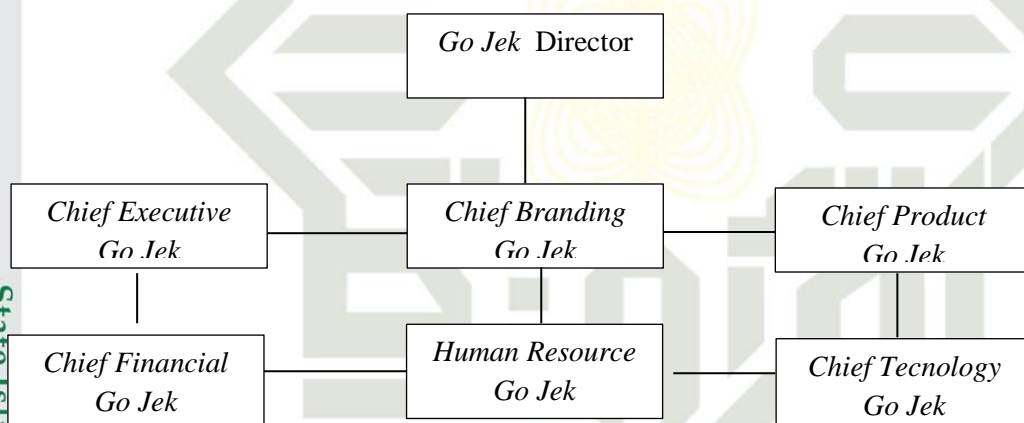 Go Jek Director
Chief Executive
Go Jek
Chief Branding
Go Jek
Chief Product
Go Jek
Chief Financial
Go Jek
Human Resource
Go Jek
Chief Tecnology
Go Jek